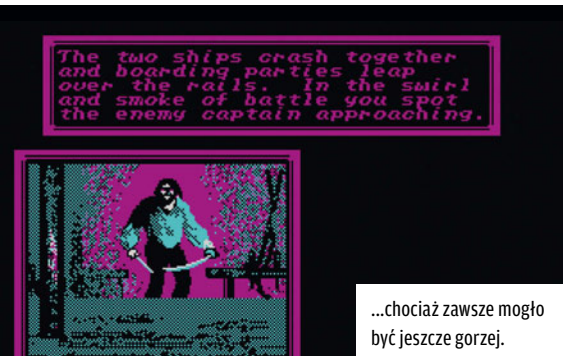 The two ships crash together
and boarding parties leap
over the rails. In the swirl
and smoke of battle you spot
the enemy captain approaching.
...chociaż zawsze mogło
być jeszcze gorzej.